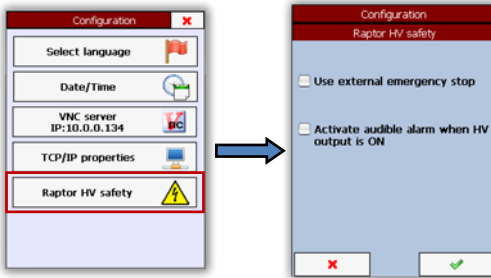 Configuration
Select language
Date/Time
VNC server
IP:10.0.0.134
TCP/IP properties
Raptor HV safety
Configuration
Raptor HV safety
Use external emergency stop
Activate audible alarm when HV
output is ON